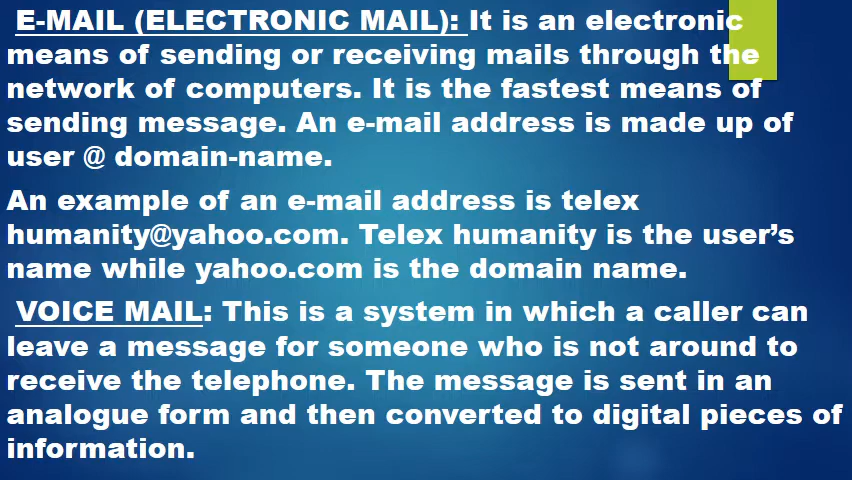 E-MAIL (ELECTRONIC MAIL): It is an electronic
means of sending or receiving mails through the
network of computers. It is the fastest means of
sending message. An e-mail address is made up of
user @ domain-name.
An example of an e-mail address is telex
humanity@yahoo.com. Telex humanity is the user’s
name while yahoo.com is the domain name.
VOICE MAIL: This is a system in which a caller can
leave a message for someone who is not around to
receive the telephone. The message is sent in an
analogue form and then converted to digital pieces of
information.